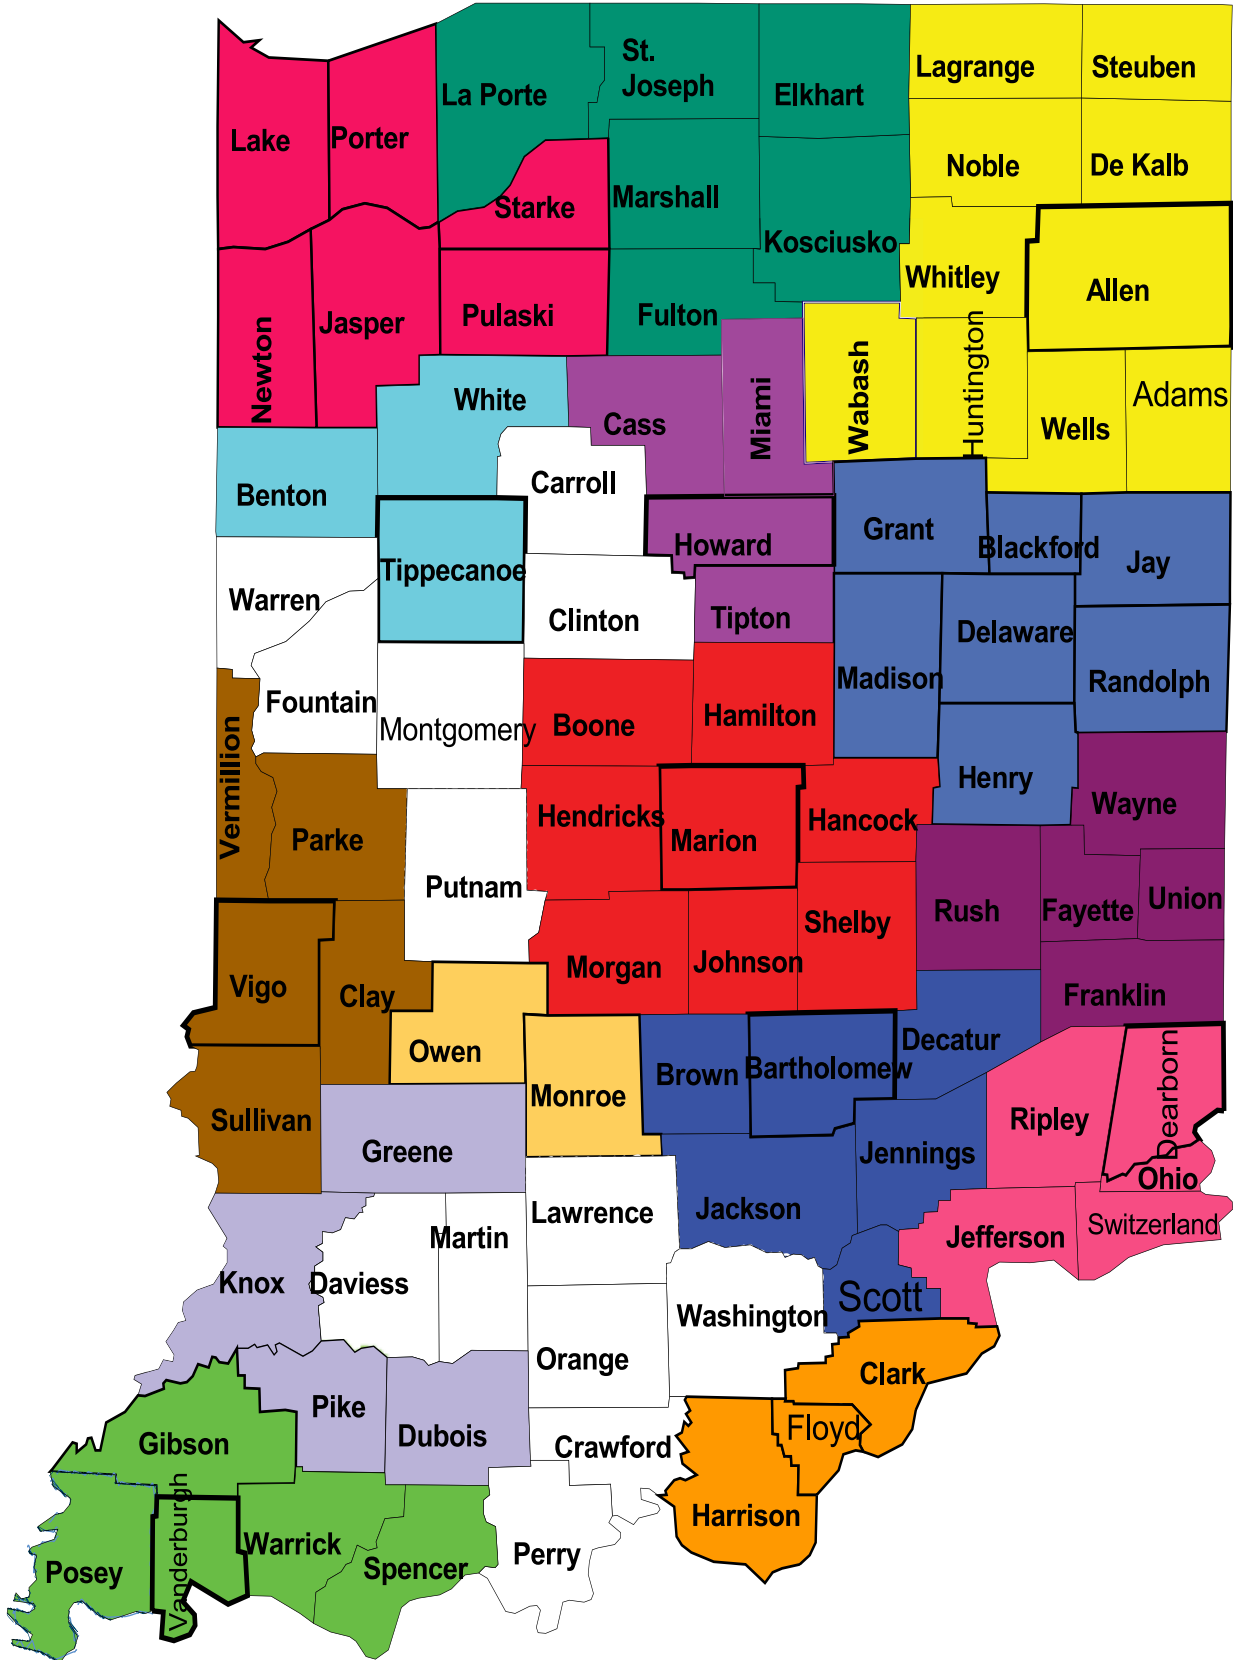 St.
Joseph
Lagrange
Steuben
La Porte
Elkhart
Lake
Porter
Noble
De Kalb
Starke
Marshall
Kosciusko
Whitley
Allen
Newton
Jasper
Pulaski
Fulton
White
Cass
Miami
Wabash
Huntington
Wells
Adams
Benton
Carroll
Tippecanoe
Howard
Grant
Blackford
Jay
Warren
Clinton
Tipton
Delaware
Madison
Randolph
Fountain
Montgomery
Boone
Hamilton
Henry
Wayne
Vermillion
Parke
Hendricks
Marion
Hancock
Putnam
Rush
Fayette
Union
Shelby
Vigo
Clay
Morgan
Johnson
Franklin
Owen
Decatur
Monroe
Brown
Bartholomew
Dearborn
Sullivan
Ripley
Greene
Jennings
Ohio
Lawrence
Jackson
Martin
Jefferson
Switzerland
Knox
Daviess
Scott
Washington
Orange
Clark
Pike
Gibson
Dubois
Crawford
Floyd
Harrison
Vanderburgh
Warrick
Perry
Posey
Spencer